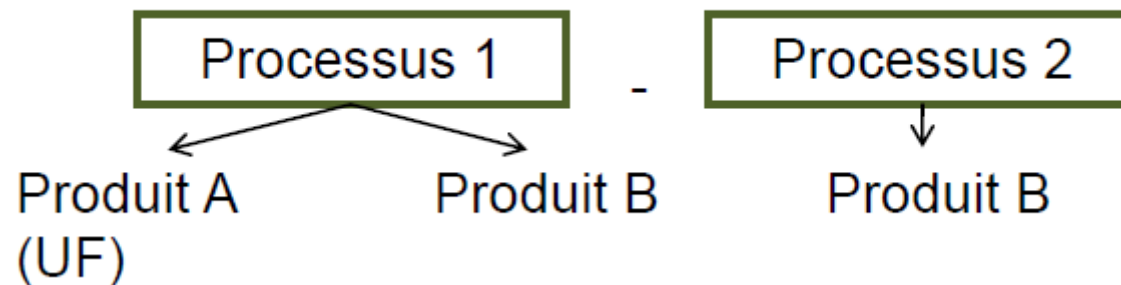 Processus 1 - Processus 2
Produit A Produit B Produit B
(UF)